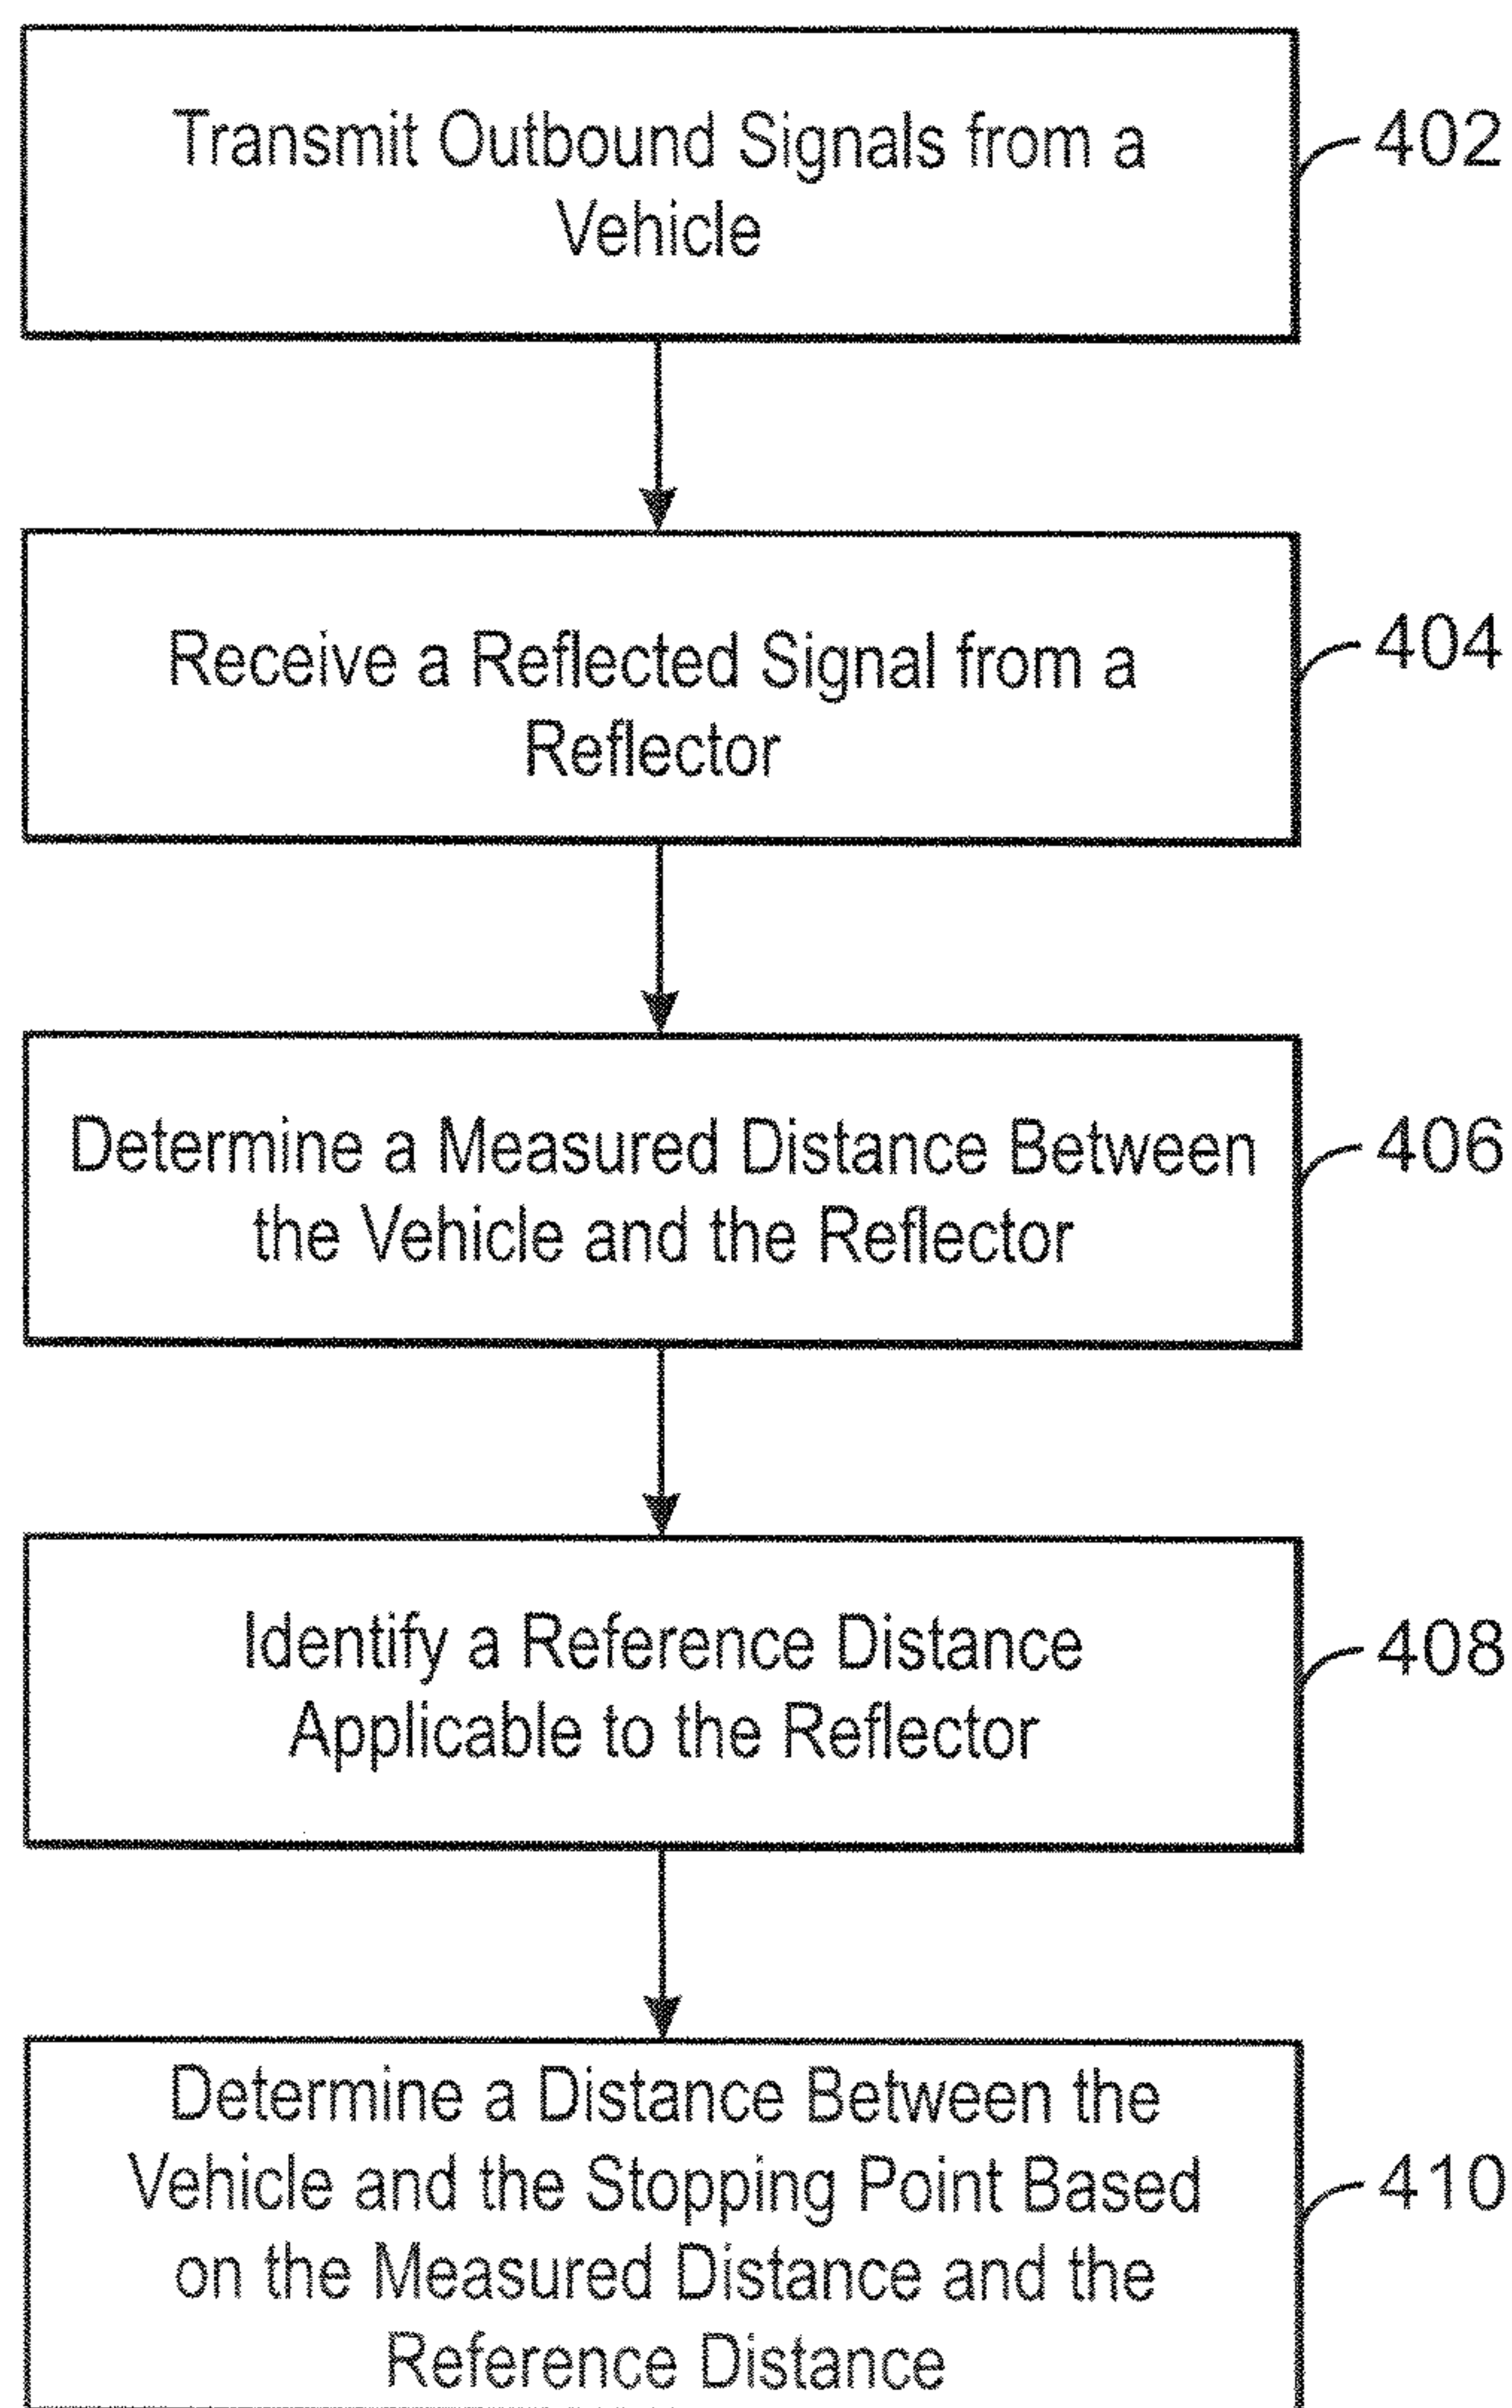 Transmit Outbound Signals from a
Vehicle
402
Receive a Reflected Signal from a
Reflector
404
Determine a Measured Distance Between
the Vehicle and the Reflector
406
Identify a Reference Distance
Applicable to the Reflector
408
Determine a Distance Between the
Vehicle and the Stopping Point Based
on the Measured Distance and the
Reference Distance
410